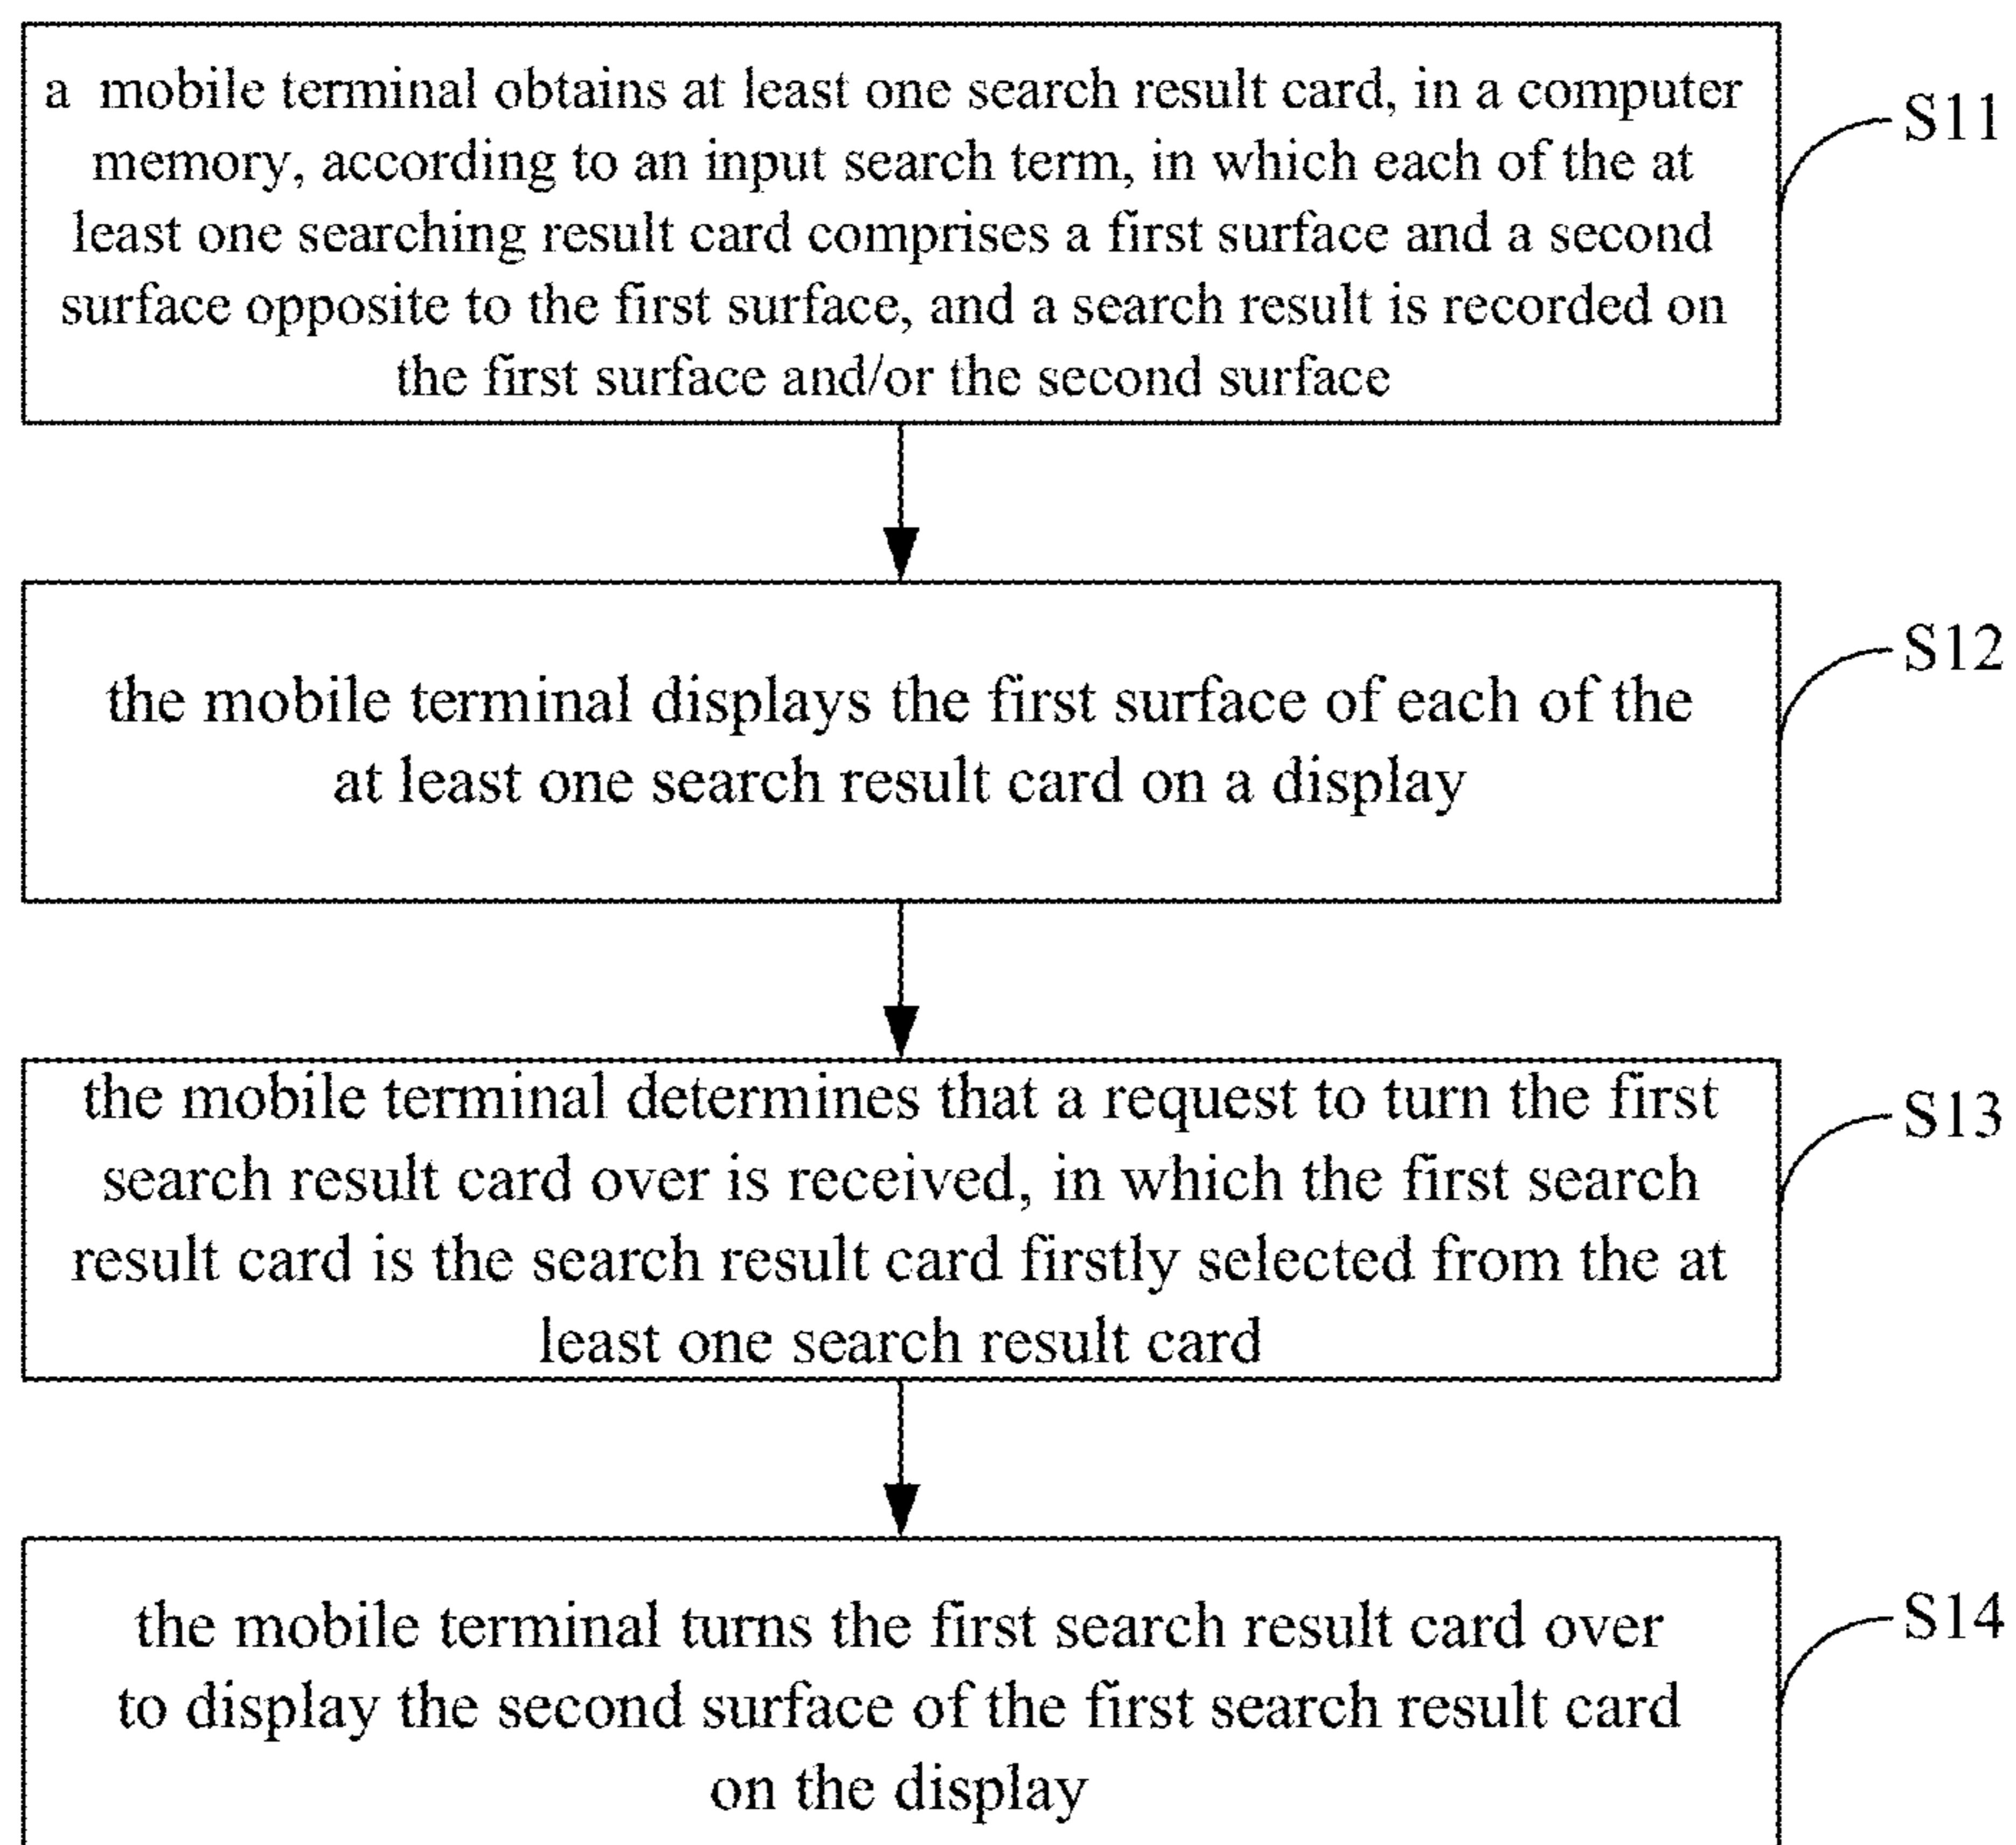 a mobile terminal obtains at least one search result card, in a computer
memory, according to an input search term, in which each of the at
least one searching result card comprises a first surface and a second
surface opposite to the first surface, and a search result is recorded on
the first surface and/or the second surface
S11
the mobile terminal displays the first surface of each of the
at least one search result card on a display
S12
the mobile terminal determines that a request to turn the first
search result card over is received, in which the first search
result card is the search result card firstly selected from the at
least one search result card
S13
the mobile terminal turns the first search result card over
to display the second surface of the first search result card
on the display
S14